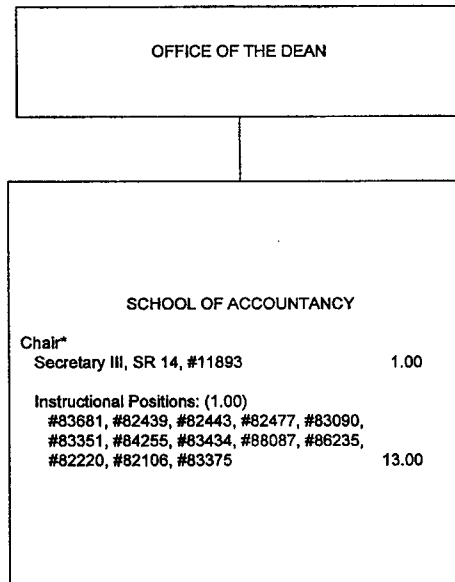 OFFICE OF THE DEAN
SCHOOL OF ACCOUNTANCY
Chair*
Secretary III, SR 14, #11893 1.00
Instructional Positions: (1.00)
#83681, #82439, #82443, #82477, #83090,
#83351, #84255, #83434, #88087, #86235,
#82220, #82106, #83375 13.00